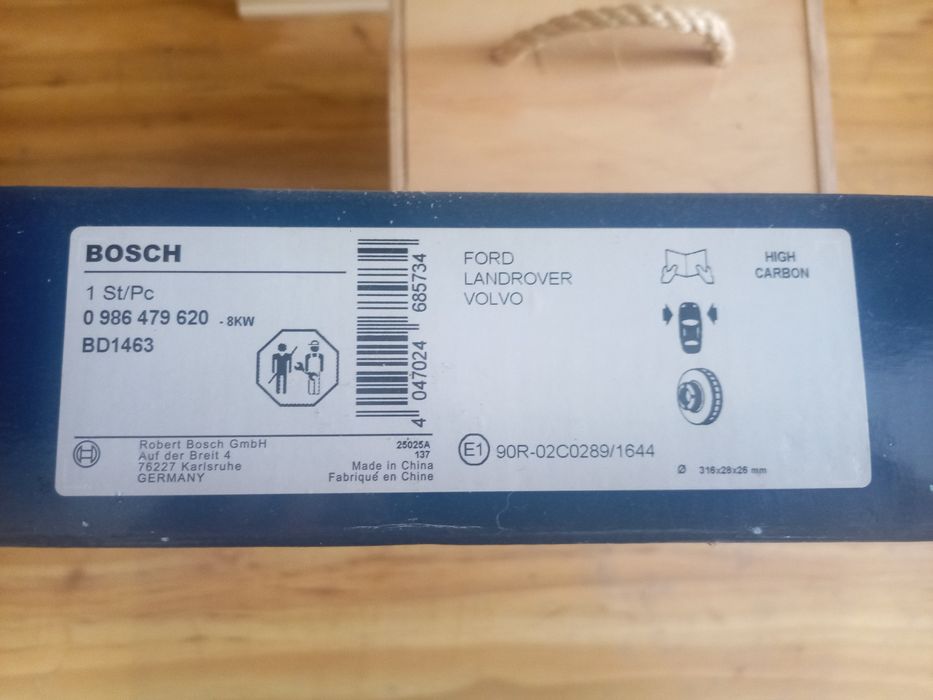 BOSCH
1 St/Pc
0 986 479 620 - 8KW
BD1463
4 047024 685734
Robert Bosch GmbH
Auf der Breit 4
76227 Karlsruhe
GERMANY
25025A
137
Made in China
Fabriqué en Chine
FORD
LANDROVER
VOLVO
HIGH
CARBON
E1 90R-02C0289/1644
Ø 316x28x26 mm